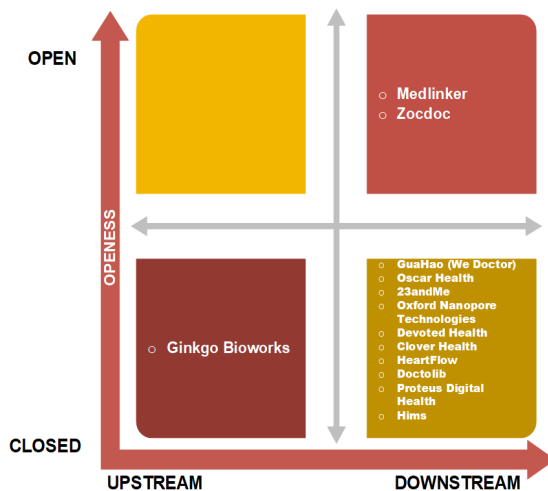 OPEN
Medlinker
Zocdoc
OPENESS
Ginkgo Bioworks
GuaHao (We Doctor)
Oscar Health
23andMe
Oxford Nanopore
Technologies
Devoted Health
Clover Health
HeartFlow
Doctolib
Proteus Digital
Health
Hims
CLOSED
UPSTREAM
DOWNSTREAM